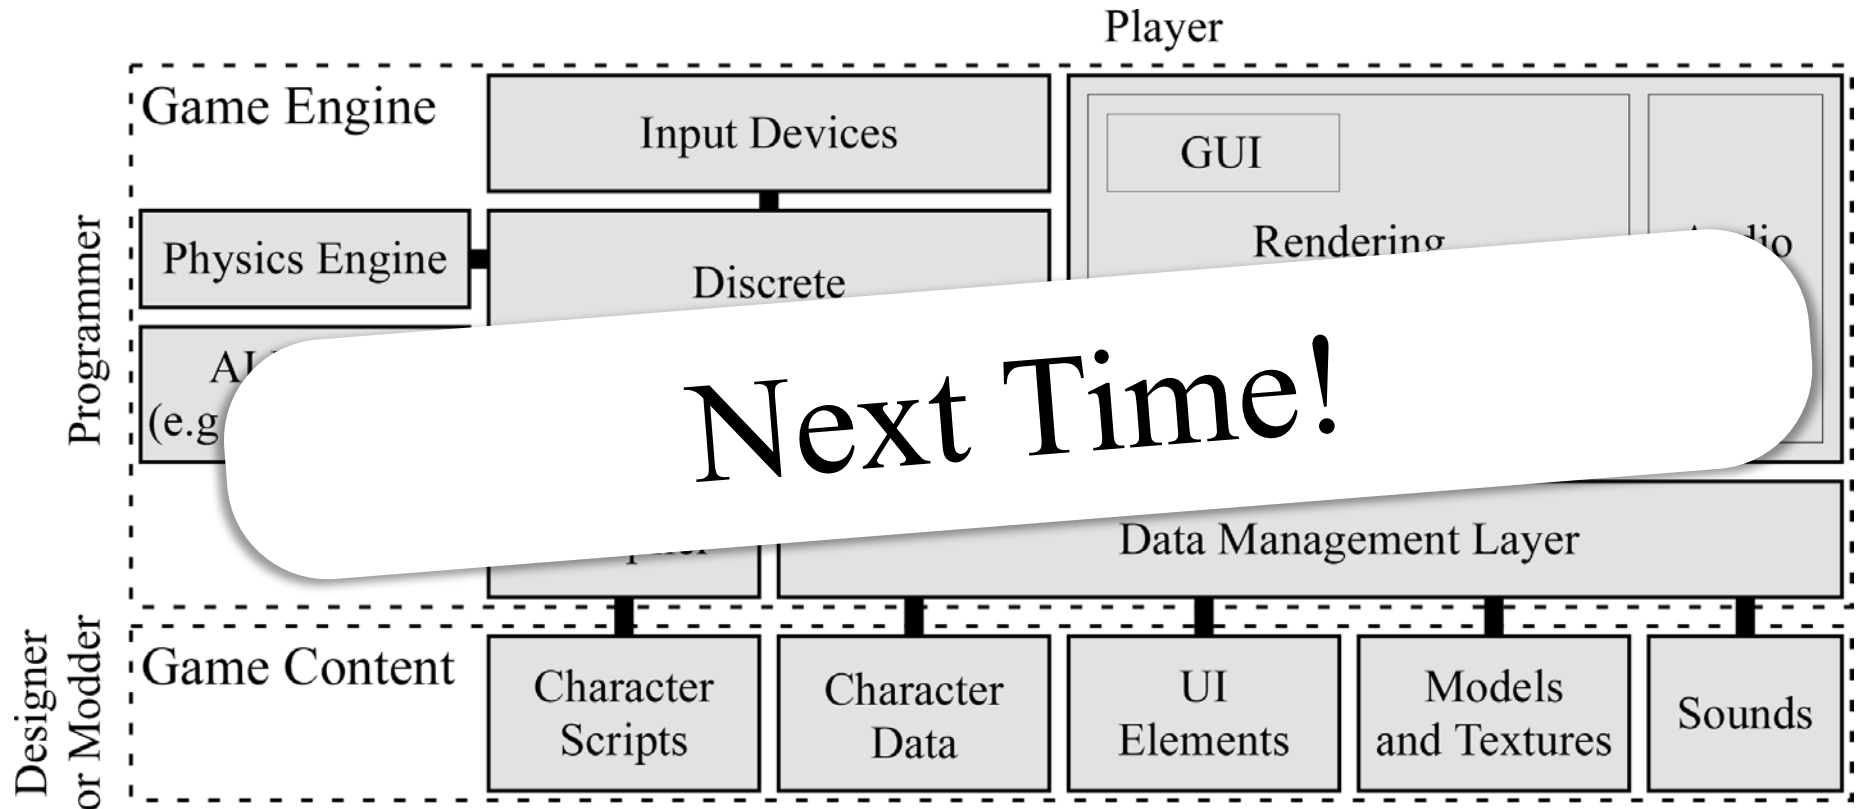 Player
Game Engine
Input Devices
GUI
Programmer
Physics Engine
Discrete
Rendering
(e.g
Next Time!
Data Management Layer
Designer
or Modder
Game Content
Character
Scripts
Character
Data
UI
Elements
Models
and Textures
Sounds